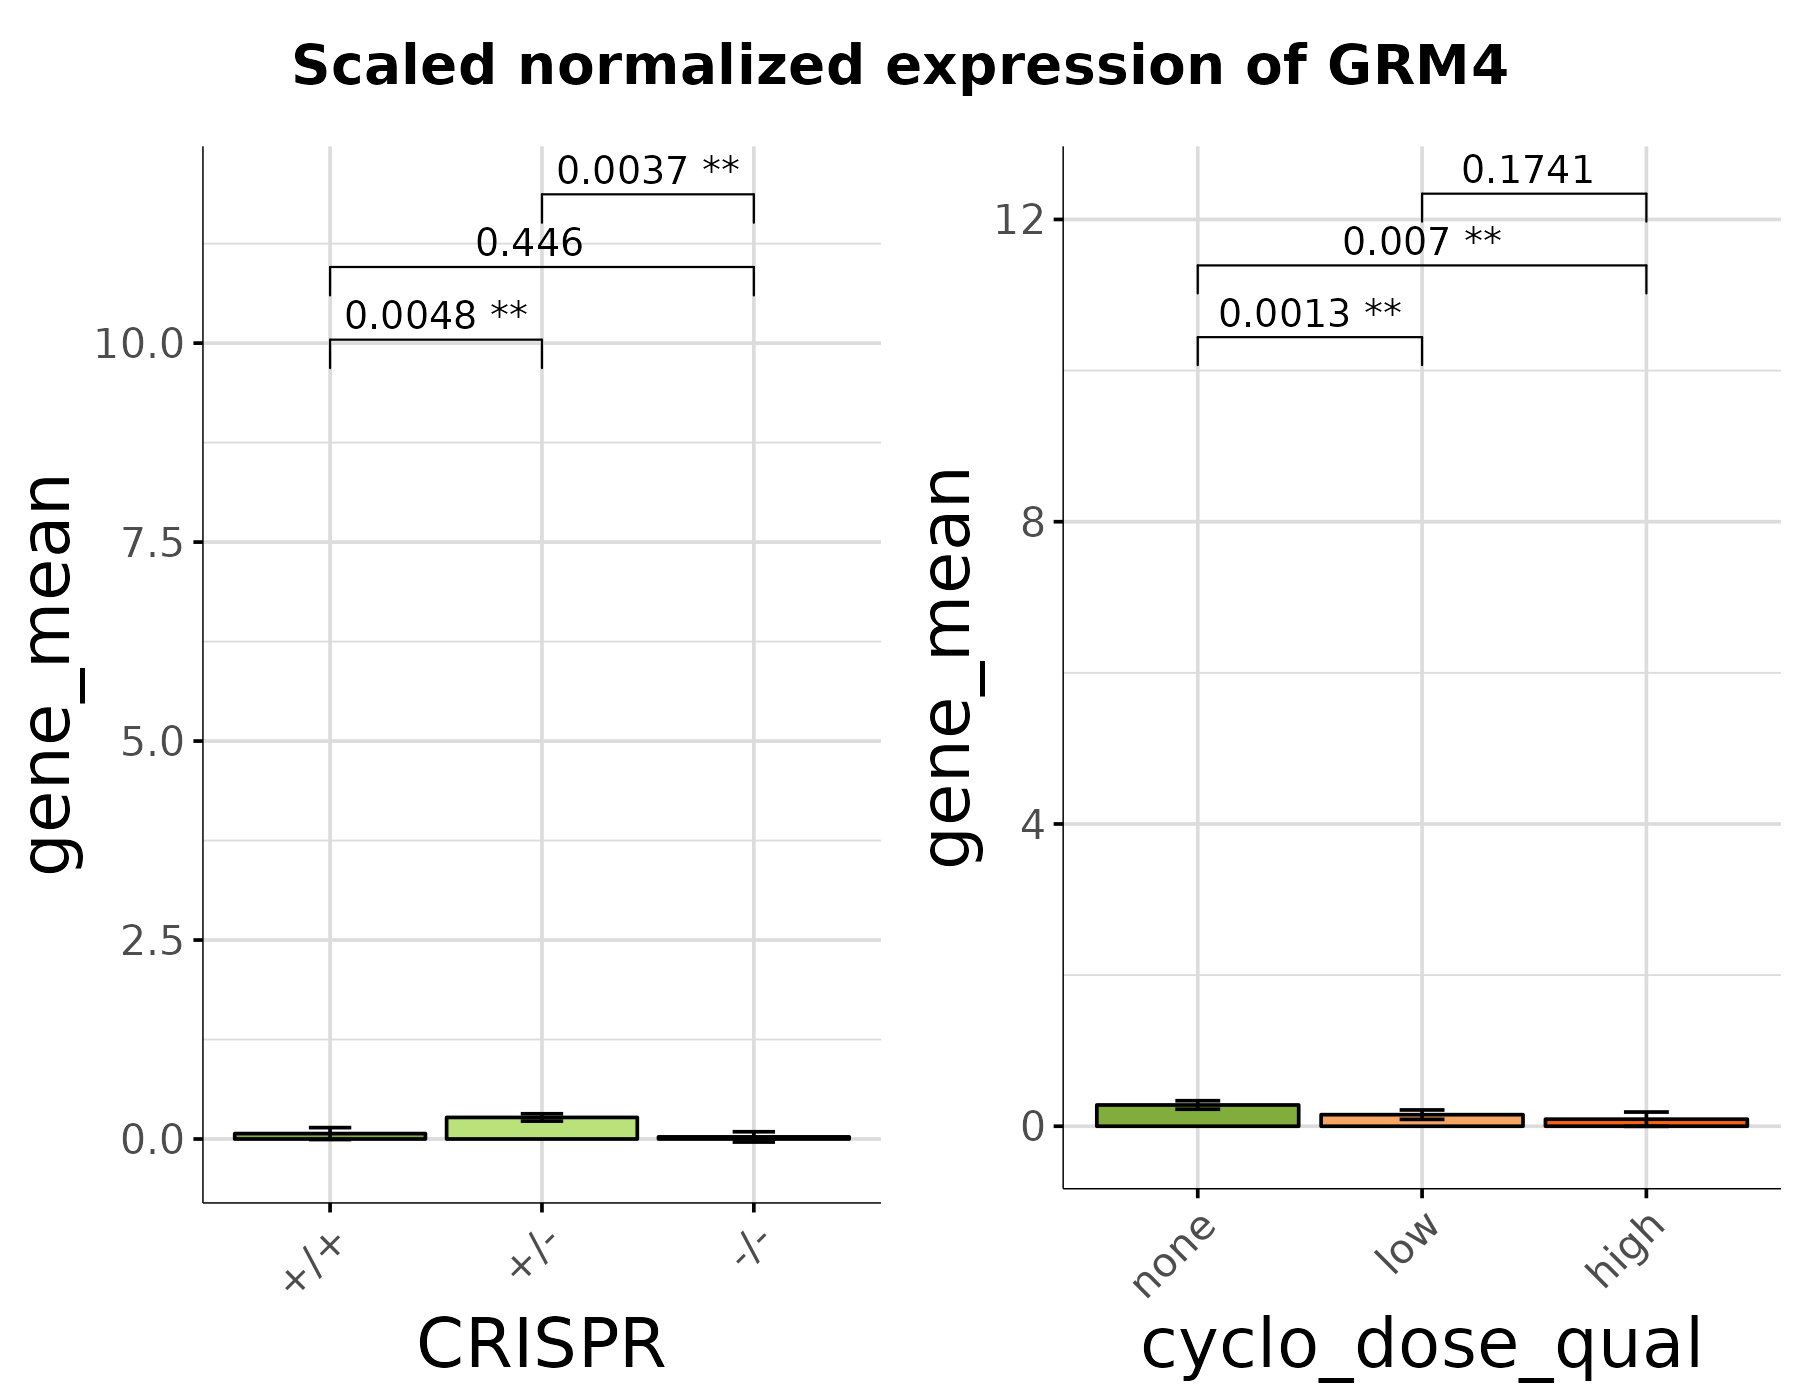 Scaled normalized expression of GRM4
0.0037 **
0.446
0.0048 **
10.0
7.5
5.0
2.5
0.0
gene_mean
+/+
+/-
-/-
CRISPR
0.1741
0.007 **
0.0013 **
12
8
4
0
gene_mean
none
low
high
cyclo_dose_qual